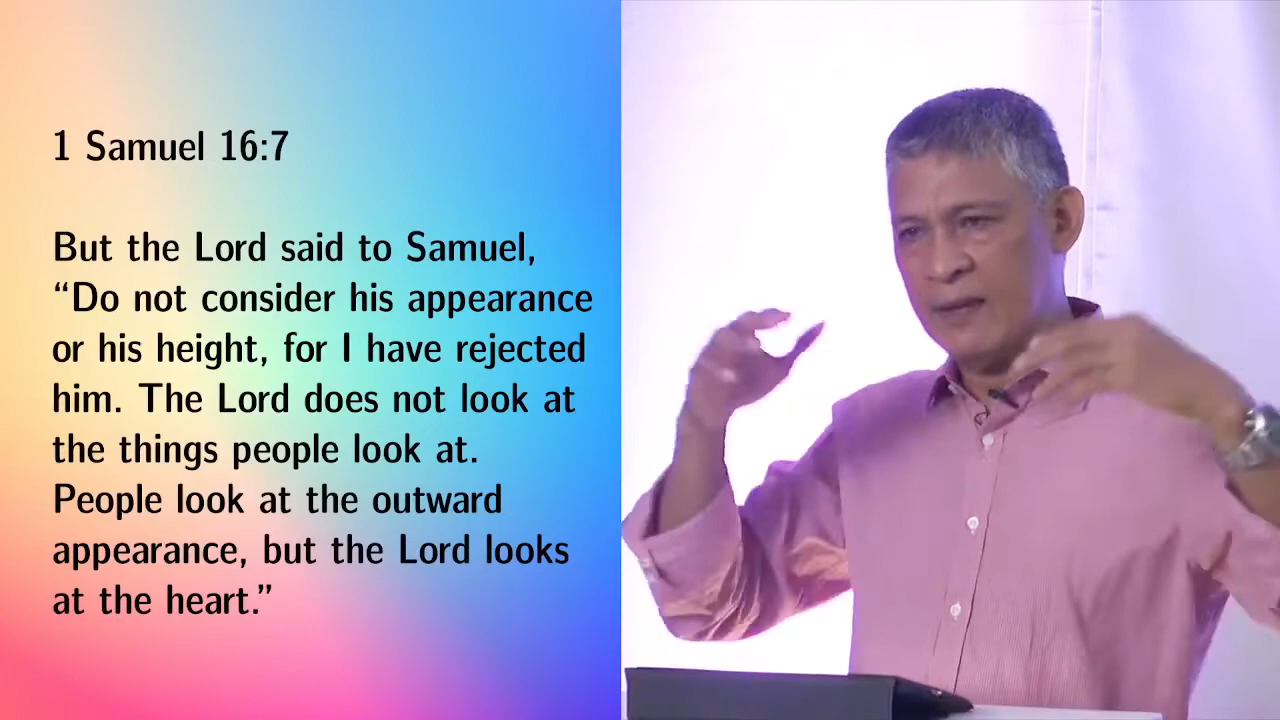 1 Samuel 16:7
But the Lord said to Samuel,
“Do not consider his appearance
or his height, for I have rejected
him. The Lord does not look at
the things people look at.
People look at the outward
appearance, but the Lord looks
at the heart.”